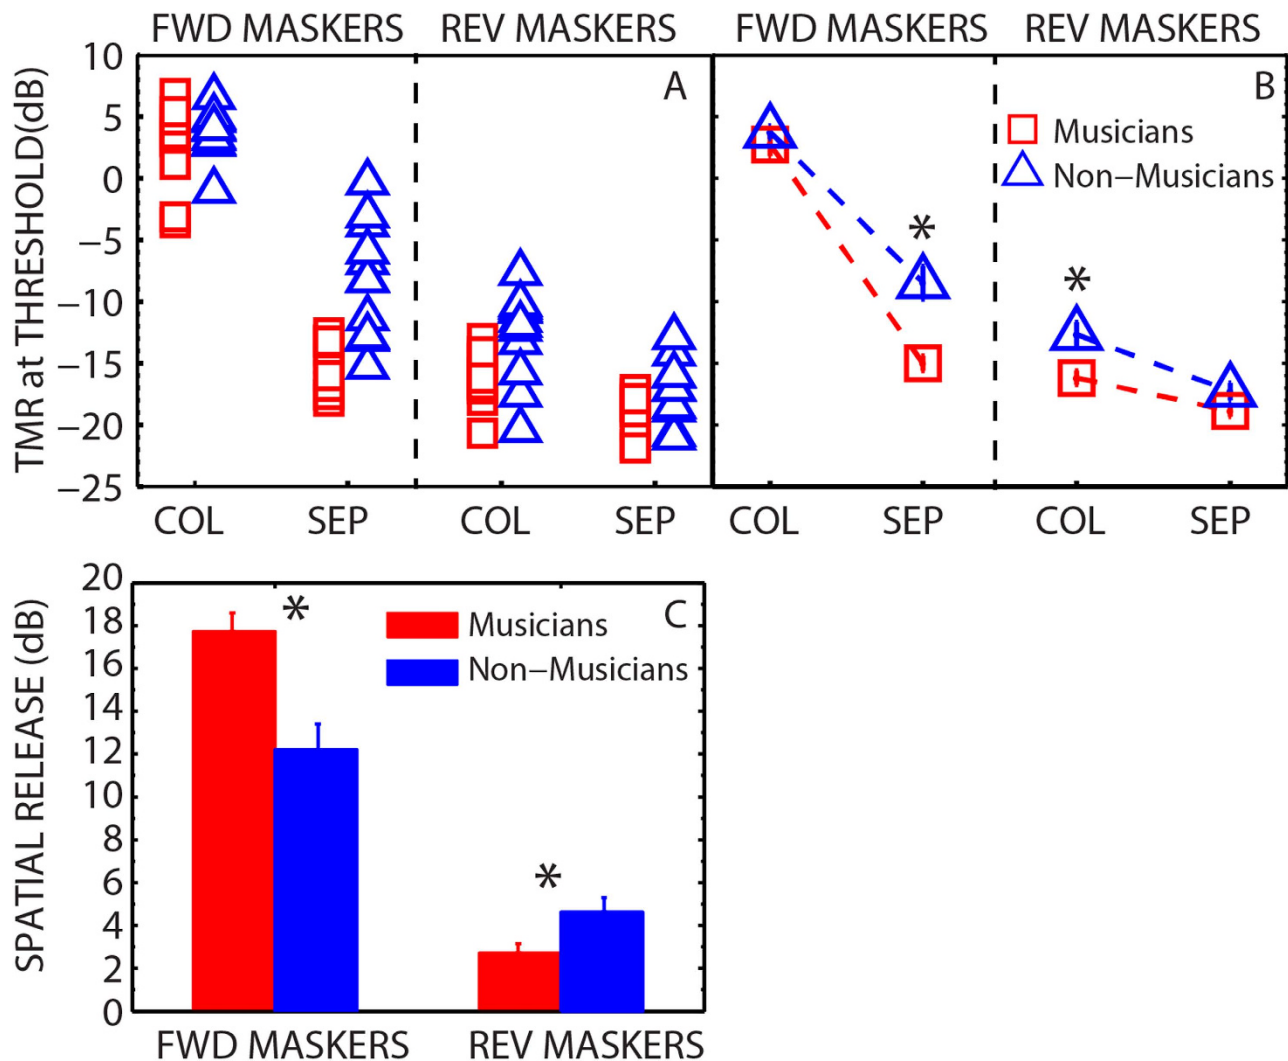 FWD MASKERS REV MASKERS FWD MASKERS REV MASKERS
TMR at THRESHOLD(dB)
10
5
0
−5
−10
−15
−20
−25
A
B
Musicians
Non−Musicians
*
*
COL SEP COL SEP COL SEP COL SEP
SPATIAL RELEASE (dB)
20
18
16
14
12
10
8
6
4
2
0
*
C
Musicians
Non−Musicians
*
FWD MASKERS REV MASKERS